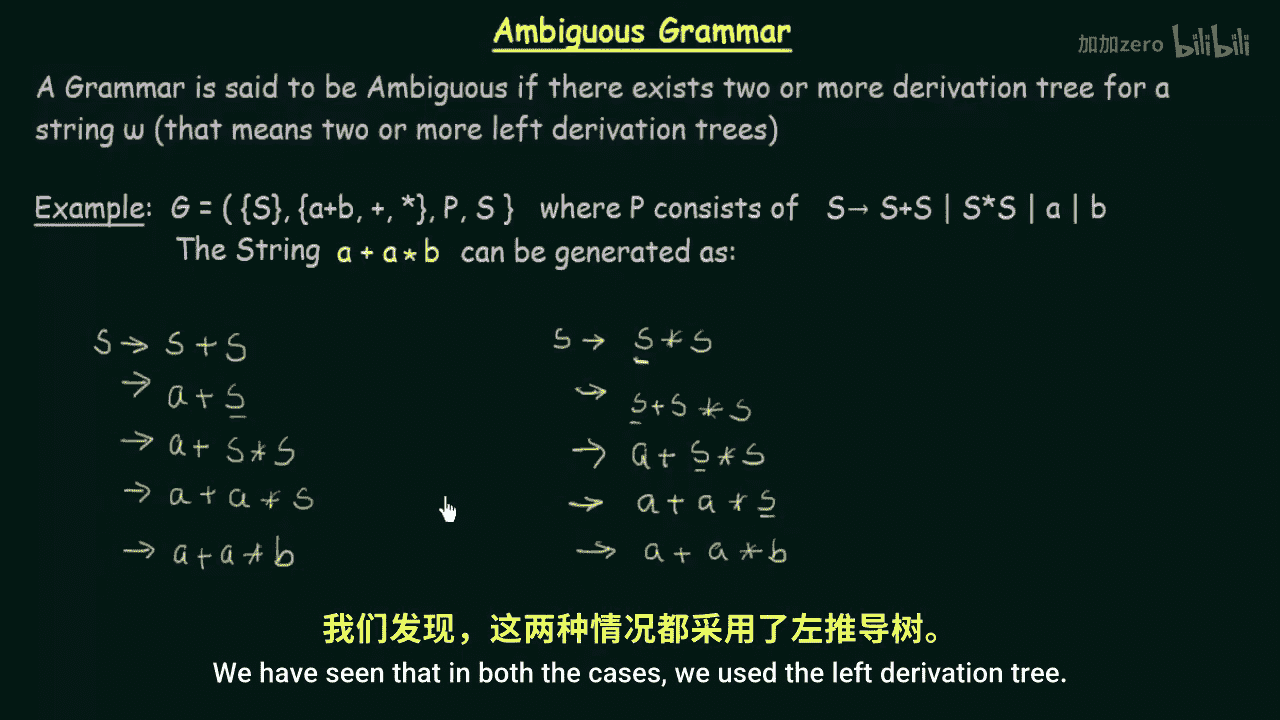 Ambiguous Grammar
加加zero bilibili
A Grammar is said to be Ambiguous if there exists two or more derivation tree for a
string w (that means two or more left derivation trees)
Example: G = ( {S}, {a+b, +, *}, P, S } where P consists of S→ S+S | S*S | a | b
The String a + a * b can be generated as:
S → S + S
→ a + S
→ a + S * S
→ a + a * S
→ a + a * b
S → S * S
→ S + S * S
→ a + S * S
→ a + a * S
→ a + a * b
我们发现，这两种情况都采用了左推导树。
We have seen that in both the cases, we used the left derivation tree.